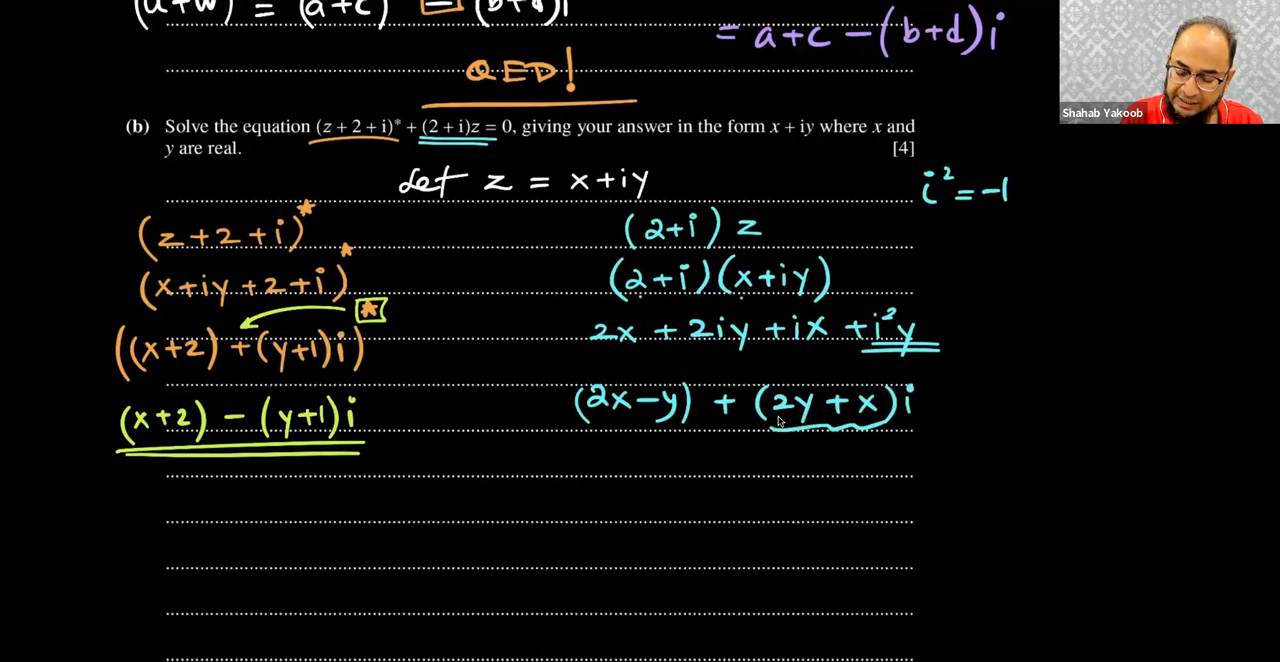 (a+w) = (a+c) − (b+d)i
= a+c −(b+d)i
QED!
Shahab Yakoob
(b) Solve the equation (z + 2 + i)* + (2 + i)z = 0, giving your answer in the form x + iy where x and
y are real. [4]
Let z = x+iy
i² = −1
(z+2+i)*
(x+iy+2+i)*
((x+2) + (y+1)i) *
(x+2) − (y+1)i
(2+i) z
(2+i)(x+iy)
2x + 2iy + ix + i²y
(2x−y) + (2y+x)i